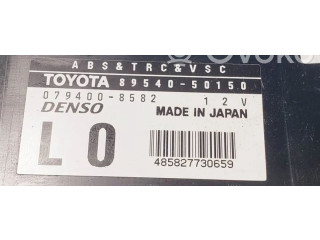 ABS&TRC&VSC
TOYOTA 89540-50150
079400-8582 12V
DENSO MADE IN JAPAN
L0
485827730659